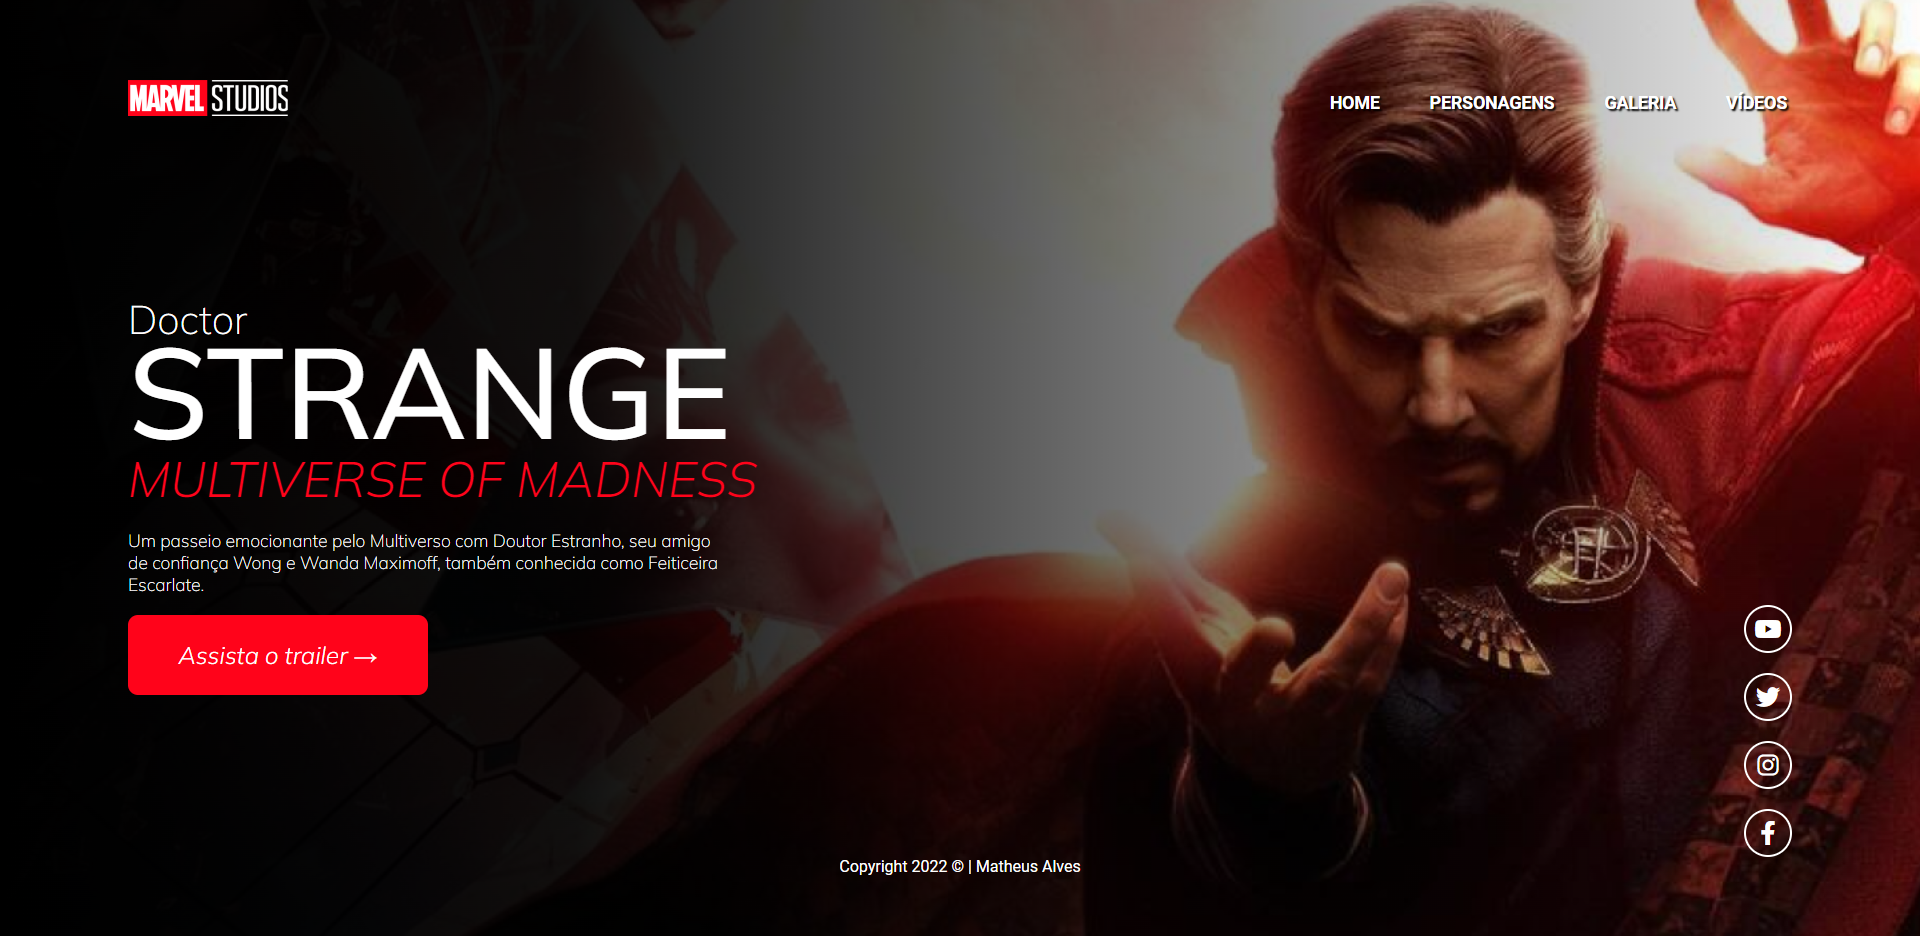 MARVEL STUDIOS
HOME PERSONAGENS GALERIA VÍDEOS
Doctor
STRANGE
MULTIVERSE OF MADNESS
Um passeio emocionante pelo Multiverso com Doutor Estranho, seu amigo
de confiança Wong e Wanda Maximoff, também conhecida como Feiticeira
Escarlate.
Assista o trailer →
Copyright 2022 © | Matheus Alves